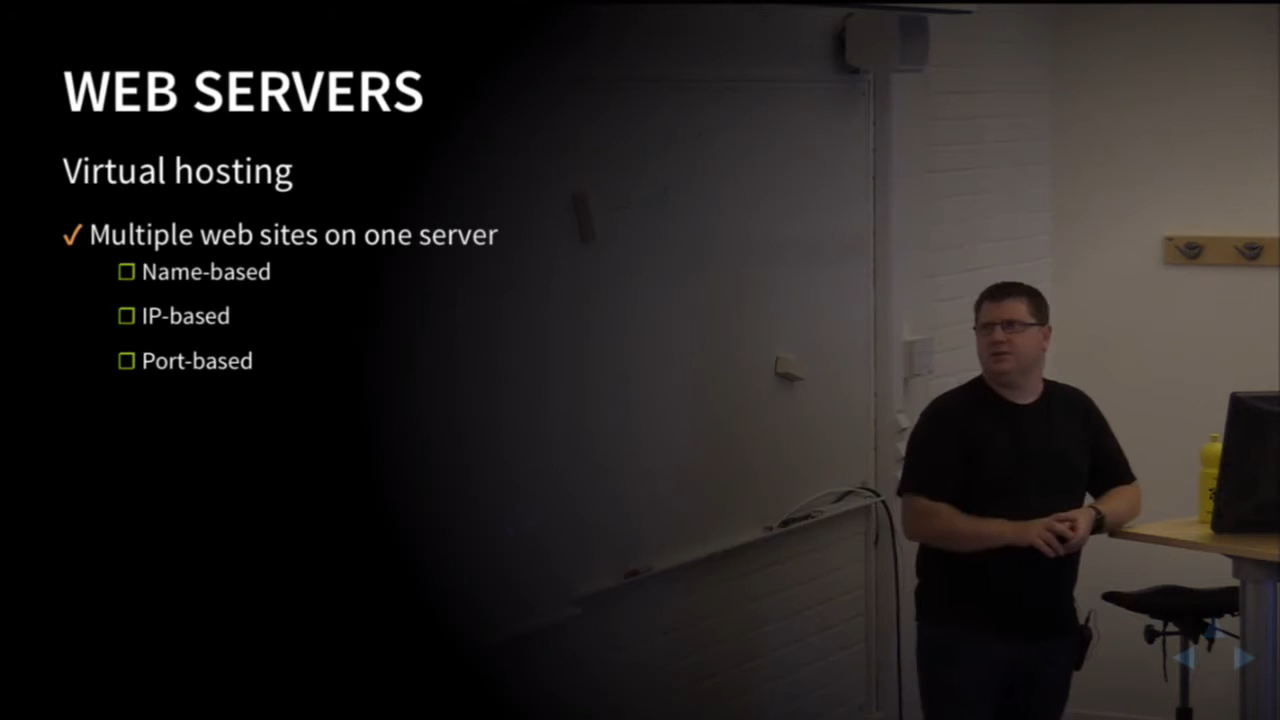 WEB SERVERS
Virtual hosting
✓ Multiple web sites on one server
❐ Name-based
❐ IP-based
❐ Port-based